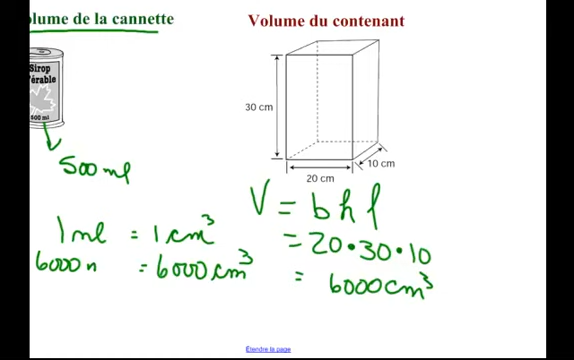 olume de la cannette
Sirop
'érable
500 ml
500 ml
1 ml = 1 cm³
6000 n = 6000 cm³
Volume du contenant
30 cm
10 cm
20 cm
V = b h l
= 20 • 30 • 10
= 6000 cm³
Étendre la page